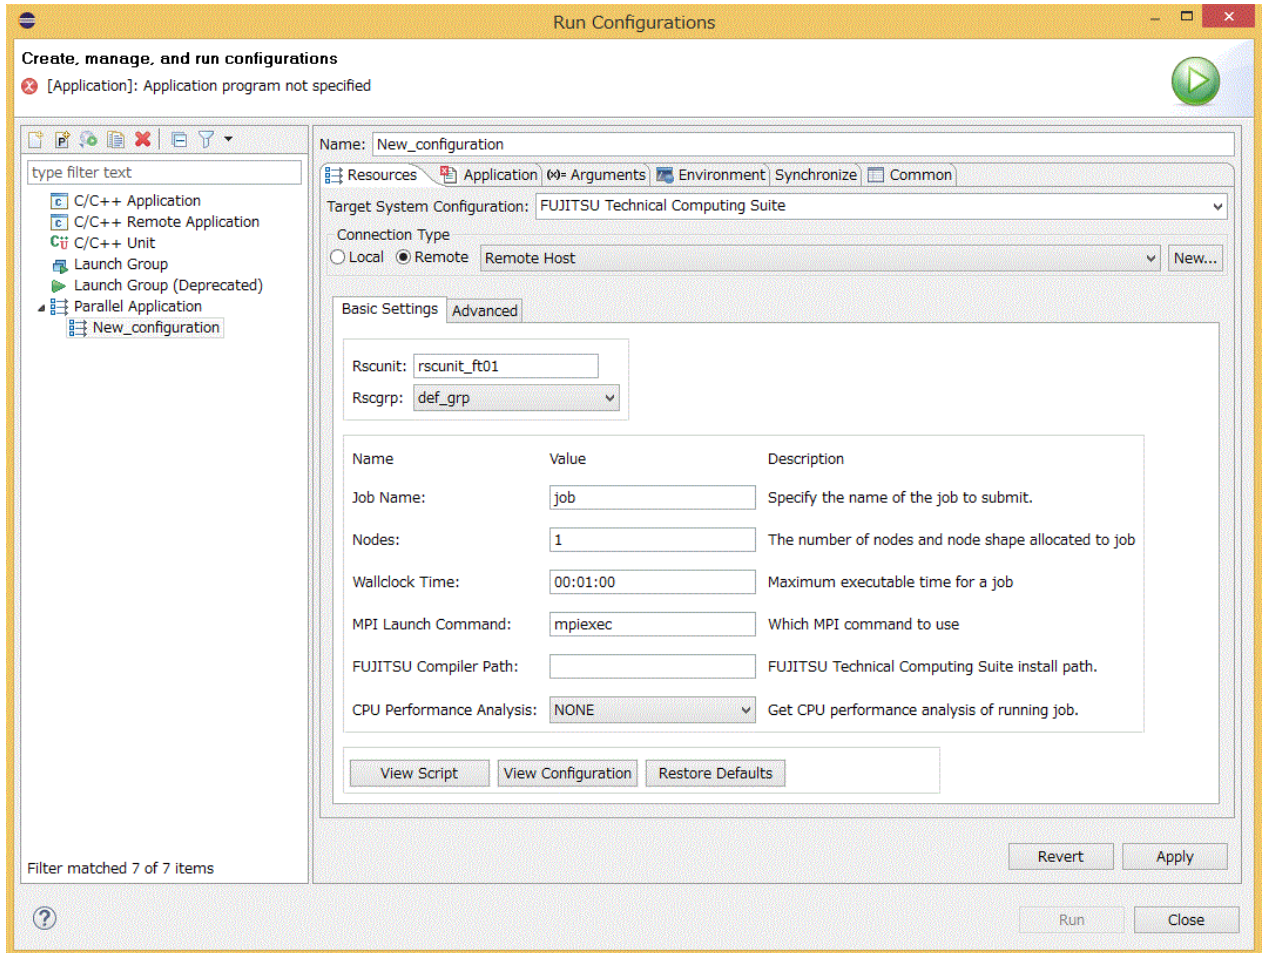 Run Configurations
Create, manage, and run configurations
[Application]: Application program not specified
type filter text
C/C++ Application
C/C++ Remote Application
C/C++ Unit
Launch Group
Launch Group (Deprecated)
Parallel Application
New_configuration
Filter matched 7 of 7 items
Name: New_configuration
Resources Application (x)= Arguments Environment Synchronize Common
Target System Configuration: FUJITSU Technical Computing Suite
Connection Type
Local Remote Remote Host New...
Basic Settings Advanced
Rscunit: rscunit_ft01
Rscgrp: def_grp
Name Value Description
Job Name: job Specify the name of the job to submit.
Nodes: 1 The number of nodes and node shape allocated to job
Wallclock Time: 00:01:00 Maximum executable time for a job
MPI Launch Command: mpiexec Which MPI command to use
FUJITSU Compiler Path: FUJITSU Technical Computing Suite install path.
CPU Performance Analysis: NONE Get CPU performance analysis of running job.
View Script View Configuration Restore Defaults
Revert Apply
Run Close